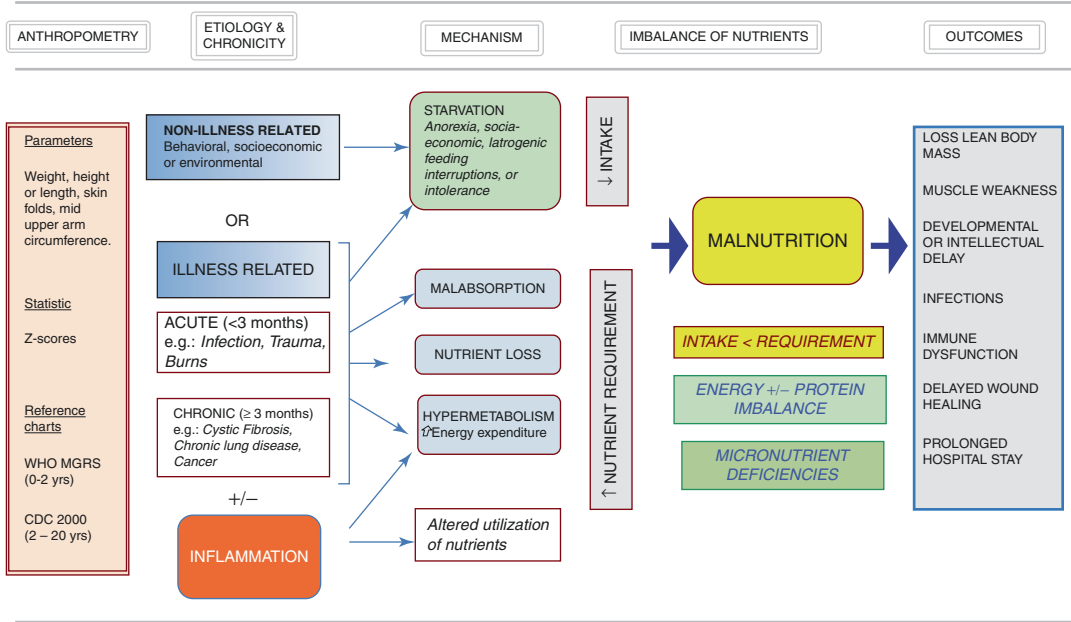 ANTHROPOMETRY
ETIOLOGY &
CHRONICITY
MECHANISM
IMBALANCE OF NUTRIENTS
OUTCOMES
Parameters
Weight, height
or length, skin
folds, mid
upper arm
circumference.
Statistic
Z-scores
Reference
charts
WHO MGRS
(0-2 yrs)
CDC 2000
(2 – 20 yrs)
NON-ILLNESS RELATED
Behavioral, socioeconomic
or environmental
OR
ILLNESS RELATED
ACUTE (<3 months)
e.g.: Infection, Trauma,
Burns
CHRONIC (≥ 3 months)
e.g.: Cystic Fibrosis,
Chronic lung disease,
Cancer
+/−
INFLAMMATION
STARVATION
Anorexia, socia-
economic, Iatrogenic
feeding
interruptions, or
intolerance
MALABSORPTION
NUTRIENT LOSS
HYPERMETABOLISM
⇧Energy expenditure
Altered utilization
of nutrients
↓ INTAKE
↑ NUTRIENT REQUIREMENT
MALNUTRITION
INTAKE < REQUIREMENT
ENERGY +/− PROTEIN
IMBALANCE
MICRONUTRIENT
DEFICIENCIES
LOSS LEAN BODY
MASS
MUSCLE WEAKNESS
DEVELOPMENTAL
OR INTELLECTUAL
DELAY
INFECTIONS
IMMUNE
DYSFUNCTION
DELAYED WOUND
HEALING
PROLONGED
HOSPITAL STAY